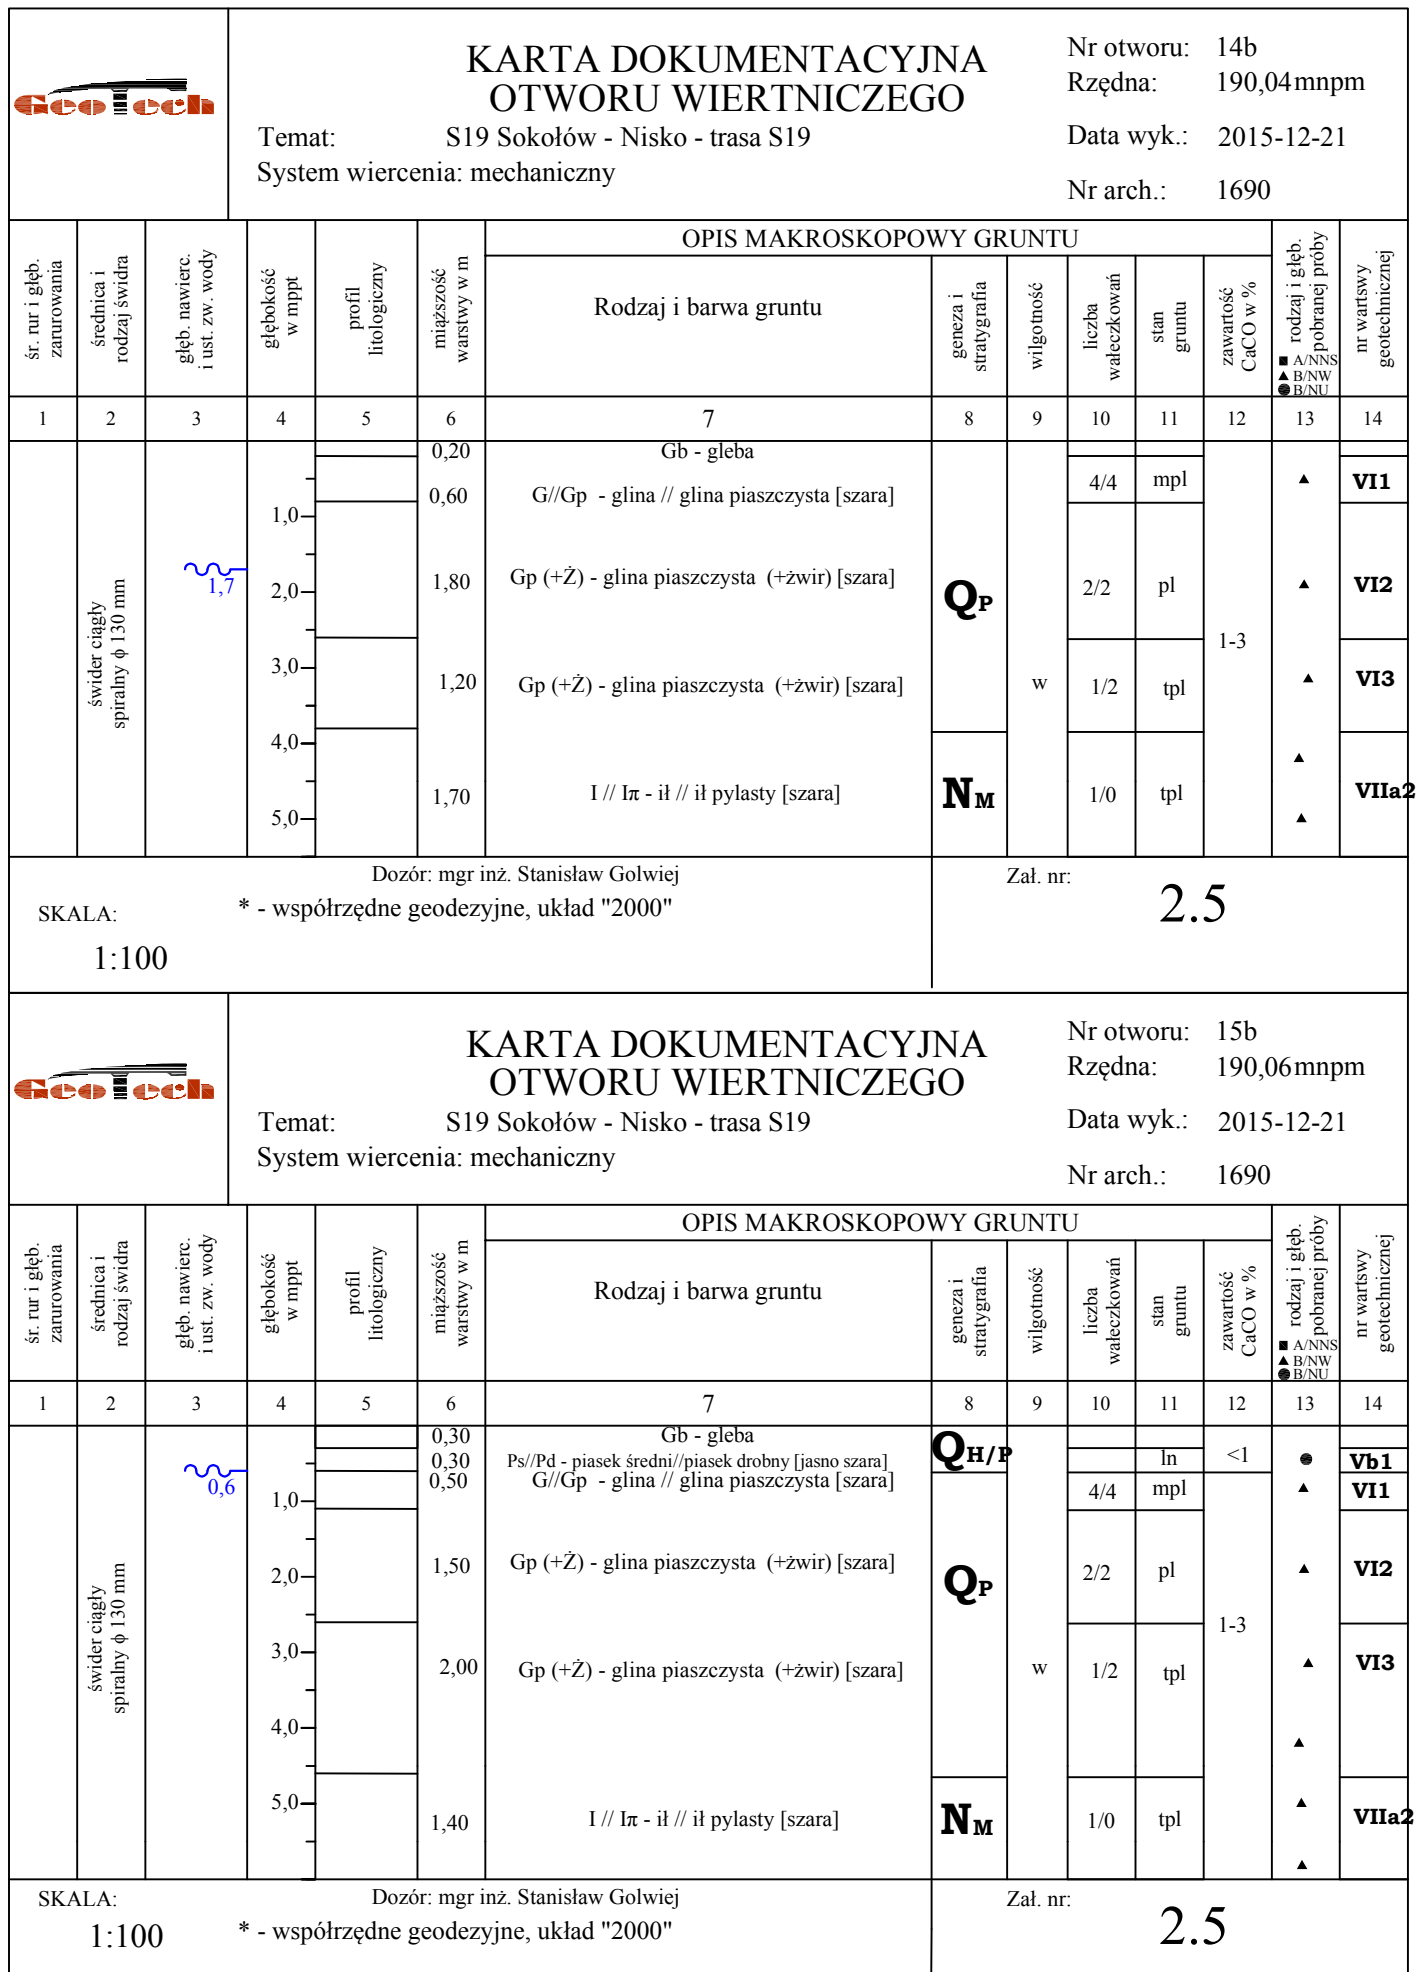 GeoTech
KARTA DOKUMENTACYJNA
OTWORU WIERTNICZEGO
Temat: S19 Sokołów - Nisko - trasa S19
System wiercenia: mechaniczny
Nr otworu: 14b
Rzędna: 190,04 mnpm
Data wyk.: 2015-12-21
Nr arch.: 1690
śr. rur i głęb.
zarurowania
średnica i
rodzaj świdra
głęb. nawierc.
i ust. zw. wody
głębokość
w mppt
profil
litologiczny
miąższość
warstwy w m
OPIS MAKROSKOPOWY GRUNTU
Rodzaj i barwa gruntu
geneza i
stratygrafia
wilgotność
liczba
wałeczkowań
stan
gruntu
zawartość
CaCO w %
rodzaj i głęb.
pobranej próby
■ A/NNS
▲ B/NW
● B/NU
nr wartswy
geotechnicznej
1 2 3 4 5 6 7 8 9 10 11 12 13 14
0,20 Gb - gleba
0,60 G//Gp - glina // glina piaszczysta [szara] 4/4 mpl ▲ VI1
1,0
1,7
1,80 Gp (+Ż) - glina piaszczysta (+żwir) [szara] 2/2 pl ▲ VI2
2,0
QP
świder ciągły
spiralny ϕ 130 mm
1-3
3,0
1,20 Gp (+Ż) - glina piaszczysta (+żwir) [szara] w 1/2 tpl ▲ VI3
4,0
1,70 I // Iπ - ił // ił pylasty [szara] NM 1/0 tpl ▲ ▲ VIIa2
5,0
Dozór: mgr inż. Stanisław Golwiej
SKALA: * - współrzędne geodezyjne, układ "2000"
1:100
Zał. nr:
2.5
GeoTech
KARTA DOKUMENTACYJNA
OTWORU WIERTNICZEGO
Temat: S19 Sokołów - Nisko - trasa S19
System wiercenia: mechaniczny
Nr otworu: 15b
Rzędna: 190,06 mnpm
Data wyk.: 2015-12-21
Nr arch.: 1690
śr. rur i głęb.
zarurowania
średnica i
rodzaj świdra
głęb. nawierc.
i ust. zw. wody
głębokość
w mppt
profil
litologiczny
miąższość
warstwy w m
OPIS MAKROSKOPOWY GRUNTU
Rodzaj i barwa gruntu
geneza i
stratygrafia
wilgotność
liczba
wałeczkowań
stan
gruntu
zawartość
CaCO w %
rodzaj i głęb.
pobranej próby
■ A/NNS
▲ B/NW
● B/NU
nr wartswy
geotechnicznej
1 2 3 4 5 6 7 8 9 10 11 12 13 14
0,30 Gb - gleba
QH/P
0,30 Ps//Pd - piasek średni//piasek drobny [jasno szara] ln <1 ● Vb1
0,6
0,50 G//Gp - glina // glina piaszczysta [szara] 4/4 mpl ▲ VI1
1,0
1,50 Gp (+Ż) - glina piaszczysta (+żwir) [szara] 2/2 pl ▲ VI2
2,0
QP
świder ciągły
spiralny ϕ 130 mm
1-3
3,0
2,00 Gp (+Ż) - glina piaszczysta (+żwir) [szara] w 1/2 tpl ▲ VI3
4,0
▲
5,0
1,40 I // Iπ - ił // ił pylasty [szara] NM 1/0 tpl ▲ ▲ VIIa2
SKALA: Dozór: mgr inż. Stanisław Golwiej
1:100 * - współrzędne geodezyjne, układ "2000"
Zał. nr:
2.5